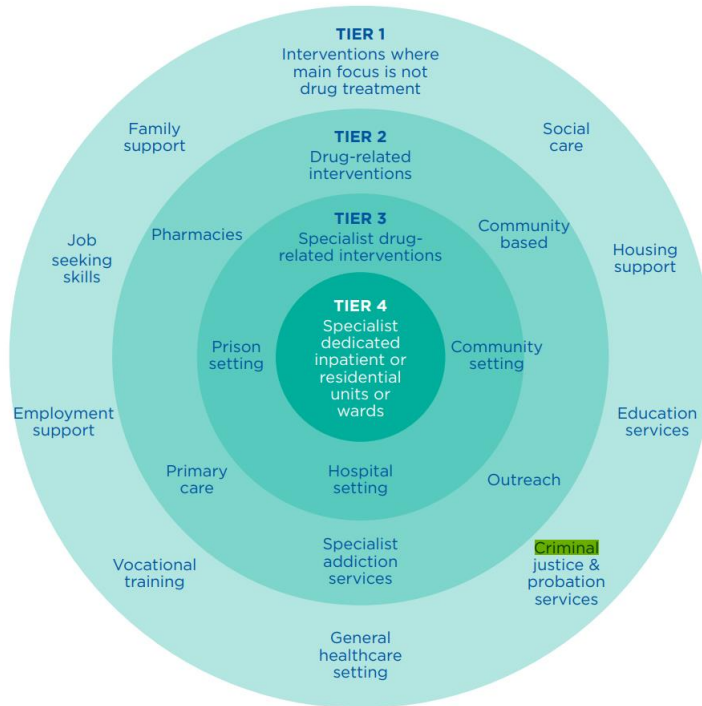 TIER 1
Interventions where
main focus is not
drug treatment
Family
support
Social
care
TIER 2
Drug-related
interventions
TIER 3
Specialist drug-
related interventions
Pharmacies
Community
based
Job
seeking
skills
Housing
support
TIER 4
Specialist
dedicated
inpatient or
residential
units or
wards
Prison
setting
Community
setting
Employment
support
Education
services
Primary
care
Hospital
setting
Outreach
Specialist
addiction
services
Criminal
justice &
probation
services
Vocational
training
General
healthcare
setting